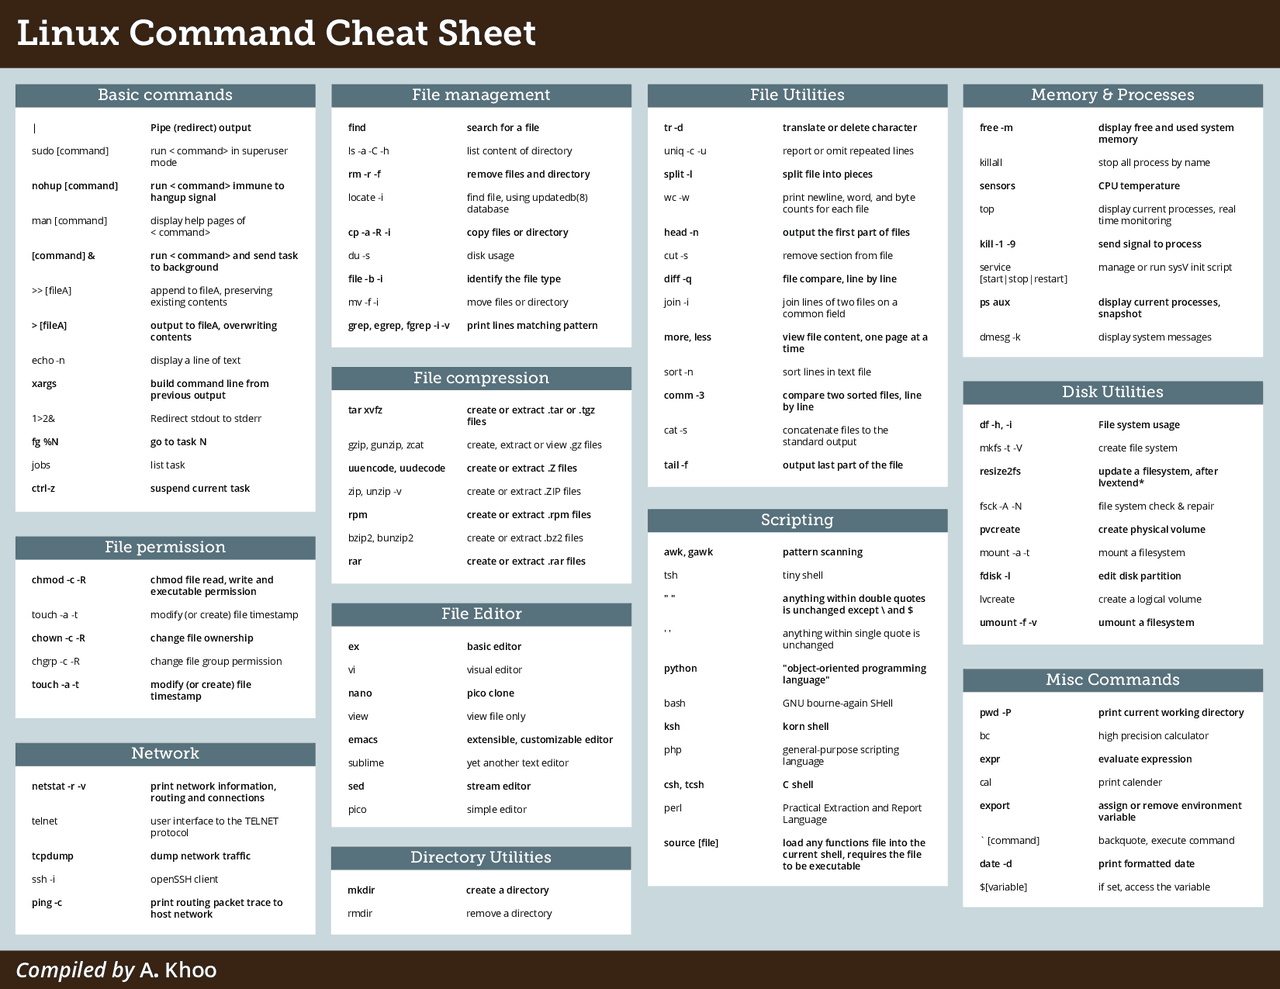 Linux Command Cheat Sheet
Basic commands
| Pipe (redirect) output
sudo [command] run < command> in superuser
mode
nohup [command] run < command> immune to
hangup signal
man [command] display help pages of
< command>
[command] & run < command> and send task
to background
>> [fileA] append to fileA, preserving
existing contents
> [fileA] output to fileA, overwriting
contents
echo -n display a line of text
xargs build command line from
previous output
1>2& Redirect stdout to stderr
fg %N go to task N
jobs list task
ctrl-z suspend current task
File permission
chmod -c -R chmod file read, write and
executable permission
touch -a -t modify (or create) file timestamp
chown -c -R change file ownership
chgrp -c -R change file group permission
touch -a -t modify (or create) file
timestamp
Network
netstat -r -v print network information,
routing and connections
telnet user interface to the TELNET
protocol
tcpdump dump network traffic
ssh -i openSSH client
ping -c print routing packet trace to
host network
File management
find search for a file
ls -a -C -h list content of directory
rm -r -f remove files and directory
locate -i find file, using updatedb(8)
database
cp -a -R -i copy files or directory
du -s disk usage
file -b -i identify the file type
mv -f -i move files or directory
grep, egrep, fgrep -i -v print lines matching pattern
File compression
tar xvfz create or extract .tar or .tgz
files
gzip, gunzip, zcat create, extract or view .gz files
uuencode, uudecode create or extract .Z files
zip, unzip -v create or extract .ZIP files
rpm create or extract .rpm files
bzip2, bunzip2 create or extract .bz2 files
rar create or extract .rar files
File Editor
ex basic editor
vi visual editor
nano pico clone
view view file only
emacs extensible, customizable editor
sublime yet another text editor
sed stream editor
pico simple editor
Directory Utilities
mkdir create a directory
rmdir remove a directory
File Utilities
tr -d translate or delete character
uniq -c -u report or omit repeated lines
split -l split file into pieces
wc -w print newline, word, and byte
counts for each file
head -n output the first part of files
cut -s remove section from file
diff -q file compare, line by line
join -i join lines of two files on a
common field
more, less view file content, one page at a
time
sort -n sort lines in text file
comm -3 compare two sorted files, line
by line
cat -s concatenate files to the
standard output
tail -f output last part of the file
Scripting
awk, gawk pattern scanning
tsh tiny shell
" " anything within double quotes
is unchanged except \ and $
' ' anything within single quote is
unchanged
python "object-oriented programming
language"
bash GNU bourne-again SHell
ksh korn shell
php general-purpose scripting
language
csh, tcsh C shell
perl Practical Extraction and Report
Language
source [file] load any functions file into the
current shell, requires the file
to be executable
Memory & Processes
free -m display free and used system
memory
killall stop all process by name
sensors CPU temperature
top display current processes, real
time monitoring
kill -1 -9 send signal to process
service manage or run sysV init script
[start|stop|restart]
ps aux display current processes,
snapshot
dmesg -k display system messages
Disk Utilities
df -h, -i File system usage
mkfs -t -V create file system
resize2fs update a filesystem, after
lvextend*
fsck -A -N file system check & repair
pvcreate create physical volume
mount -a -t mount a filesystem
fdisk -l edit disk partition
lvcreate create a logical volume
umount -f -v umount a filesystem
Misc Commands
pwd -P print current working directory
bc high precision calculator
expr evaluate expression
cal print calender
export assign or remove environment
variable
` [command] backquote, execute command
date -d print formatted date
$[variable] if set, access the variable
Compiled by A. Khoo